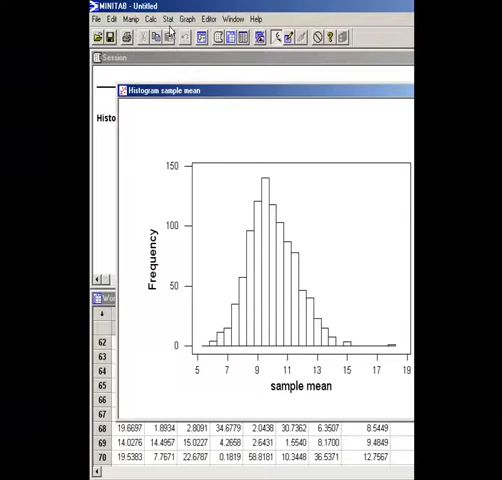 MINITAB - Untitled
File Edit Manip Calc Stat Graph Editor Window Help
Session
Histogram sample mean
Histo
150
100
50
0
Frequency
5 7 9 11 13 15 17 19
sample mean
Wor
62
63
64
65
66
67
68 19.6697 1.8934 2.8091 34.6779 2.0438 30.7362 6.3507 8.5449
69 14.0276 14.4957 15.0227 4.2658 2.6431 1.5540 8.1700 9.4849
70 19.5383 7.7671 22.6787 0.1819 58.8181 10.3448 36.5371 12.7567